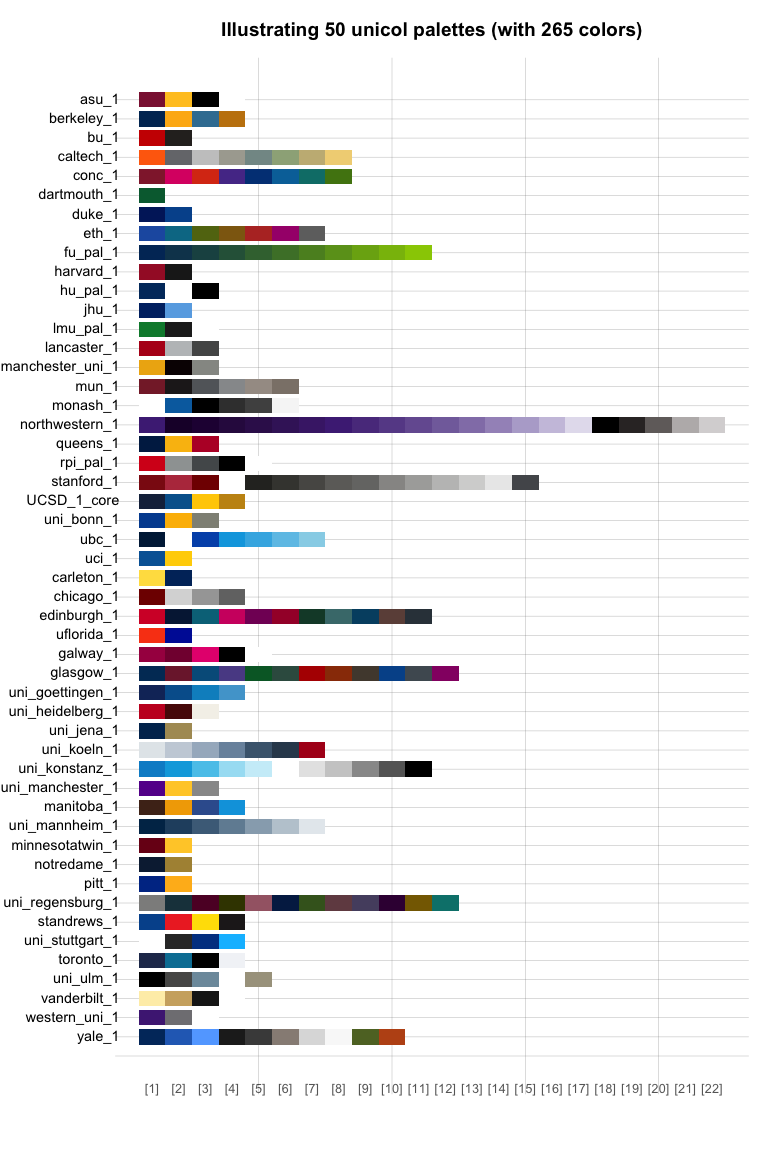 Illustrating 50 unicol palettes (with 265 colors)
asu_1
berkeley_1
bu_1
caltech_1
conc_1
dartmouth_1
duke_1
eth_1
fu_pal_1
harvard_1
hu_pal_1
jhu_1
lmu_pal_1
lancaster_1
manchester_uni_1
mun_1
monash_1
northwestern_1
queens_1
rpi_pal_1
stanford_1
UCSD_1_core
uni_bonn_1
ubc_1
uci_1
carleton_1
chicago_1
edinburgh_1
uflorida_1
galway_1
glasgow_1
uni_goettingen_1
uni_heidelberg_1
uni_jena_1
uni_koeln_1
uni_konstanz_1
uni_manchester_1
manitoba_1
uni_mannheim_1
minnesotatwin_1
notredame_1
pitt_1
uni_regensburg_1
standrews_1
uni_stuttgart_1
toronto_1
uni_ulm_1
vanderbilt_1
western_uni_1
yale_1
[1] [2] [3] [4] [5] [6] [7] [8] [9] [10] [11] [12] [13] [14] [15] [16] [17] [18] [19] [20] [21] [22]